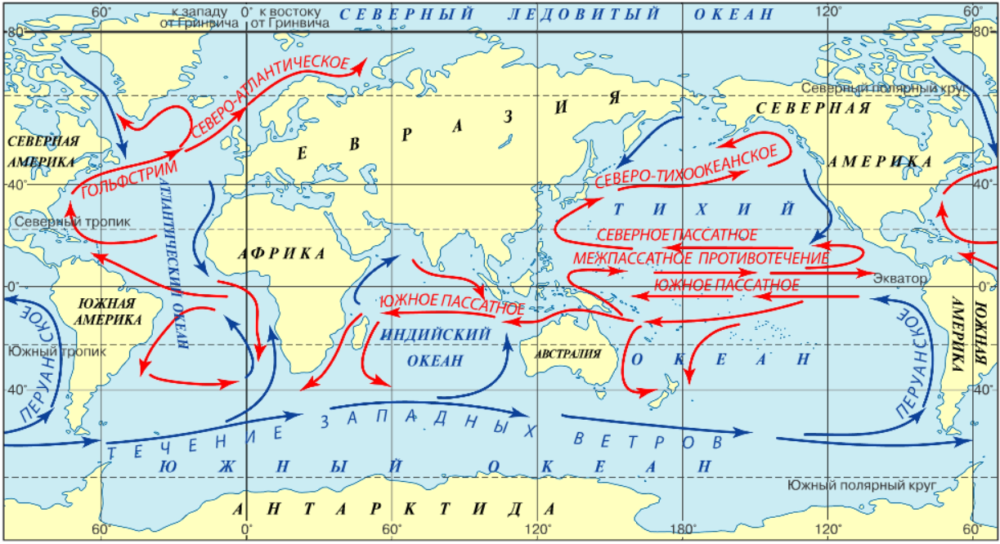 к западу
от Гринвича
0°
к востоку
от Гринвича
СЕВЕРНЫЙ ЛЕДОВИТЫЙ ОКЕАН
60°
120°
60°
80°
80°
СЕВЕРО-АТЛАНТИЧЕСКОЕ
Северный полярный круг
СЕВЕРНАЯ
АМЕРИКА
ЕВРАЗИЯ
СЕВЕРНАЯ
АМЕРИКА
ГОЛЬФСТРИМ
СЕВЕРО-ТИХООКЕАНСКОЕ
40°
40°
АТЛАНТИЧЕСКИЙ ОКЕАН
ТИХИЙ
Северный тропик
СЕВЕРНОЕ ПАССАТНОЕ
АФРИКА
МЕЖПАССАТНОЕ ПРОТИВОТЕЧЕНИЕ
Экватор
0°
0°
ЮЖНОЕ ПАССАТНОЕ
ЮЖНОЕ ПАССАТНОЕ
ЮЖНАЯ
АМЕРИКА
ЮЖНАЯ
АМЕРИКА
ПЕРУАНСКОЕ
ПЕРУАНСКОЕ
ИНДИЙСКИЙ
ОКЕАН
Южный тропик
АВСТРАЛИЯ
ОКЕАН
40°
40°
ТЕЧЕНИЕ ЗАПАДНЫХ ВЕТРОВ
ЮЖНЫЙ ОКЕАН
Южный полярный круг
АНТАРКТИДА
60°
0°
60°
120°
180°
120°
60°